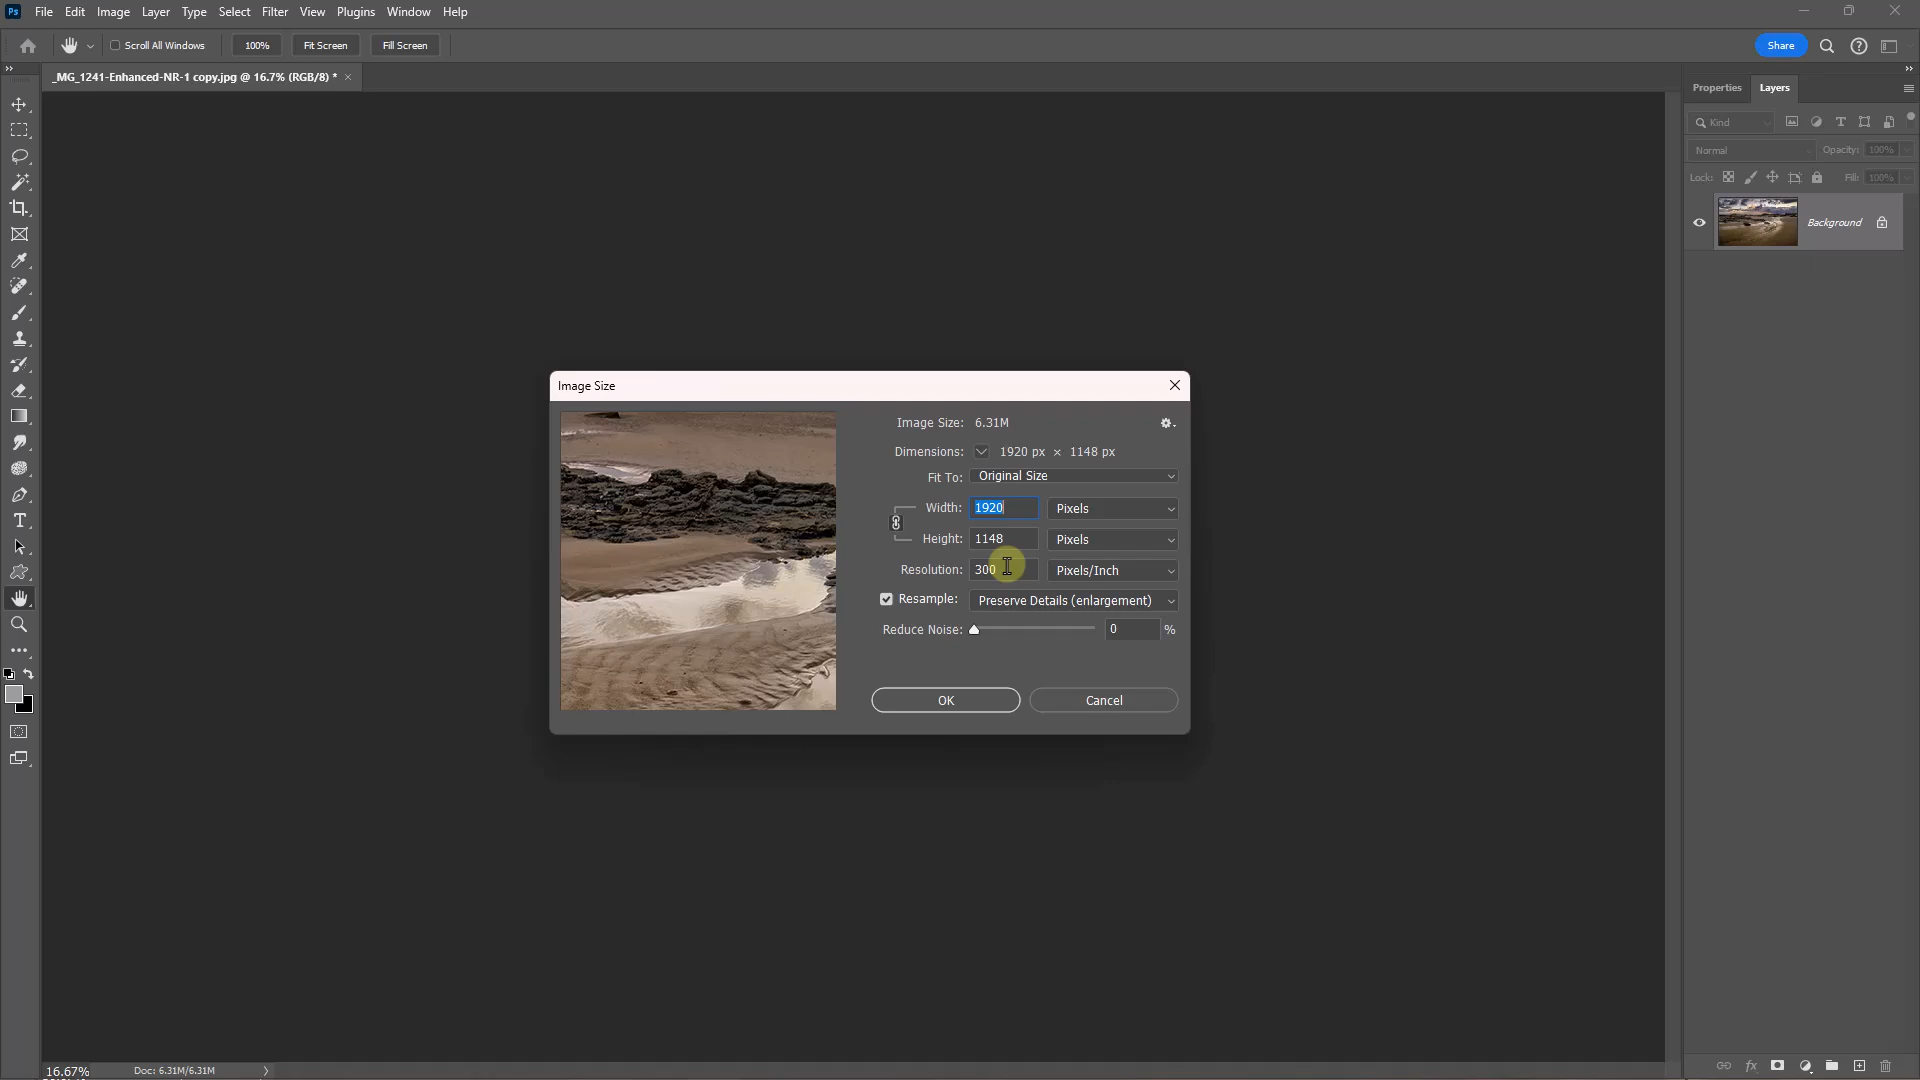 Ps File Edit Image Layer Type Select Filter View Plugins Window Help
Scroll All Windows 100% Fit Screen Fill Screen Share
_MG_1241-Enhanced-NR-1 copy.jpg @ 16.7% (RGB/8) *
Properties Layers
Kind
Normal Opacity: 100%
Lock: Fill: 100%
Background
Image Size
Image Size: 6.31M
Dimensions: 1920 px × 1148 px
Fit To: Original Size
Width: 1920 Pixels
Height: 1148 Pixels
Resolution: 300 Pixels/Inch
Resample: Preserve Details (enlargement)
Reduce Noise: 0 %
OK Cancel
16.67% Doc: 6.31M/6.31M